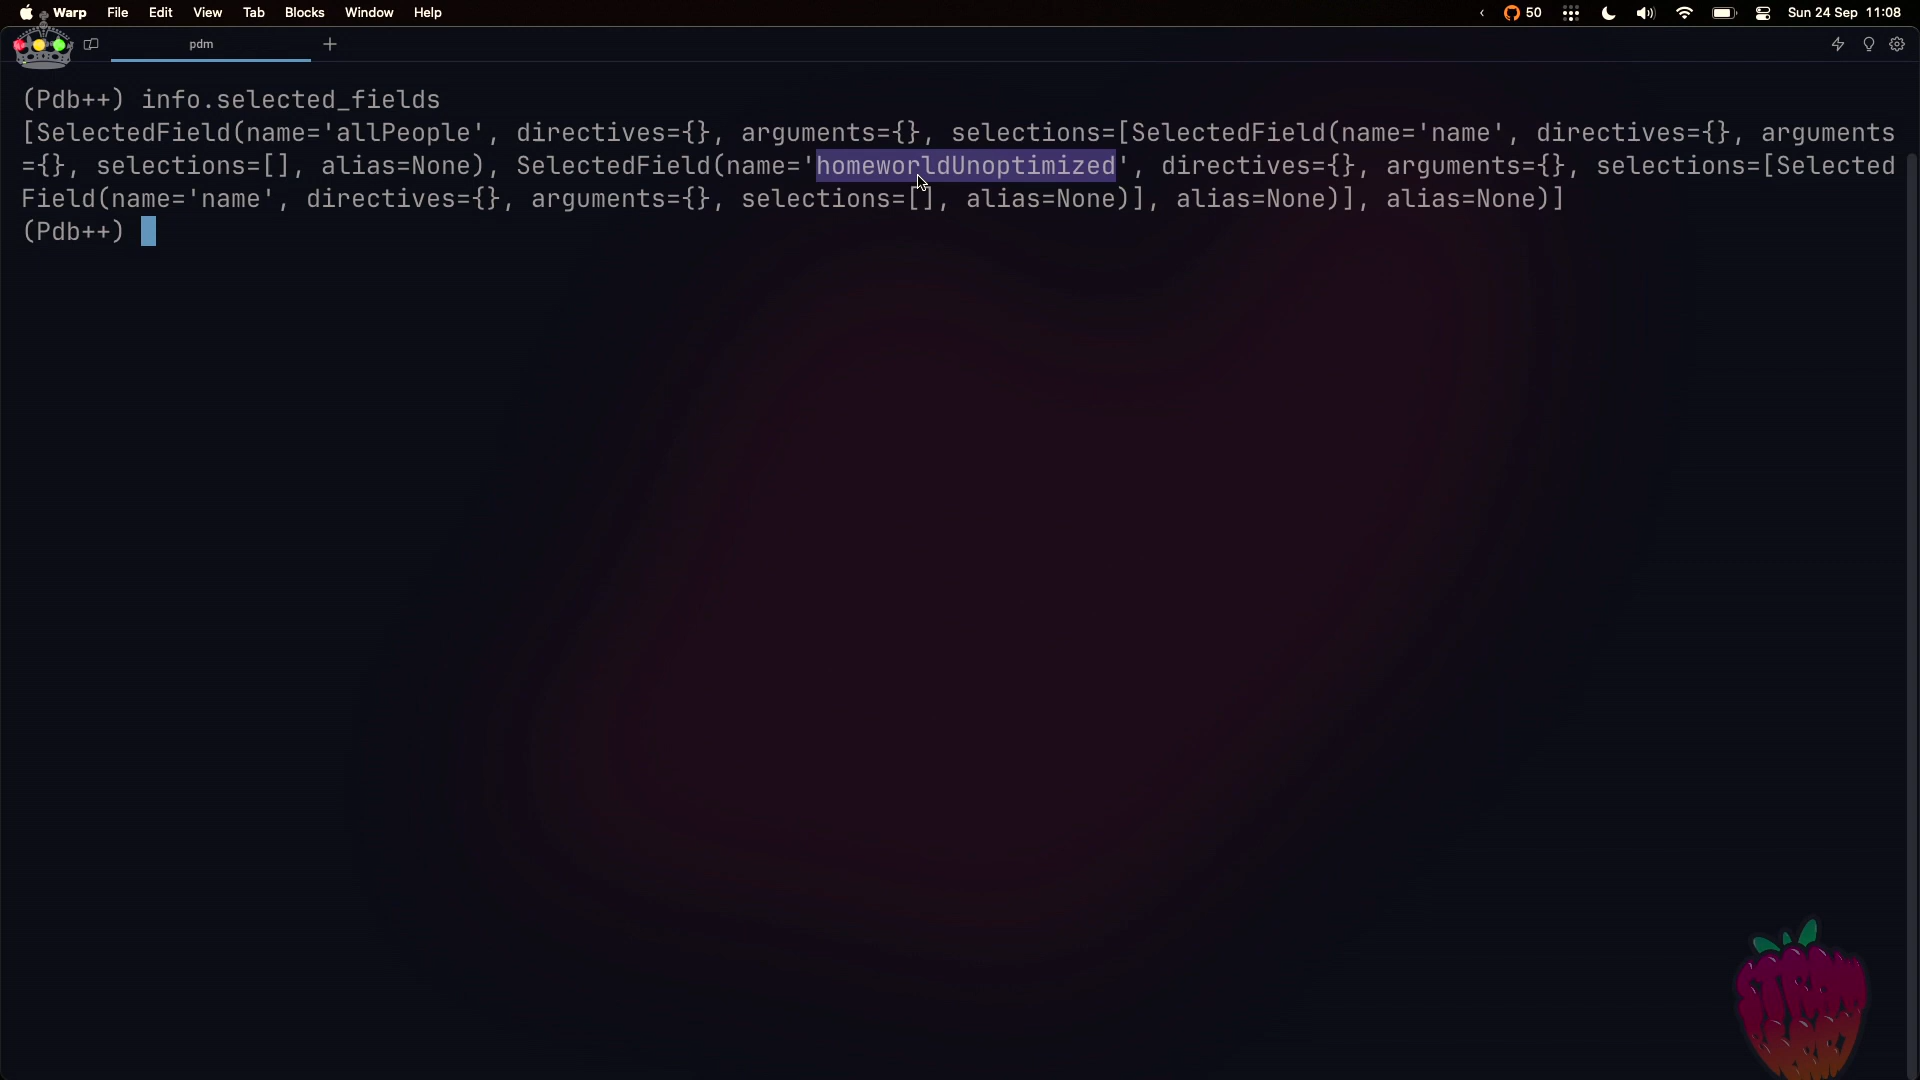 Warp File Edit View Tab Blocks Window Help
50 Sun 24 Sep 11:08
pdm
(Pdb++) info.selected_fields
[SelectedField(name='allPeople', directives={}, arguments={}, selections=[SelectedField(name='name', directives={}, arguments
={}, selections=[], alias=None), SelectedField(name='homeworldUnoptimized', directives={}, arguments={}, selections=[Selected
Field(name='name', directives={}, arguments={}, selections=[], alias=None)], alias=None)], alias=None)]
(Pdb++)
STRAW
BERRY